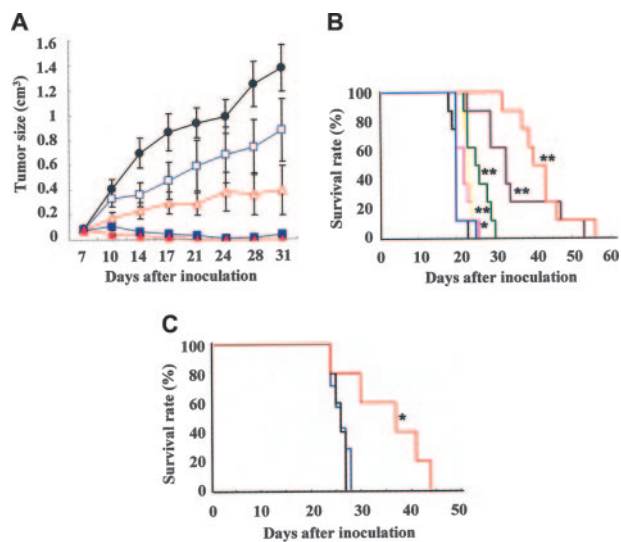 A
Tumor size (cm³)
1.6
1.4
1.2
1
0.8
0.6
0.4
0.2
0
7 10 14 17 21 24 28 31
Days after inoculation
B
Survival rate (%)
100
80
60
40
20
0
0 10 20 30 40 50 60
**
**
**
**
*
Days after inoculation
C
Survival rate (%)
100
80
60
40
20
0
0 10 20 30 40 50
*
Days after inoculation